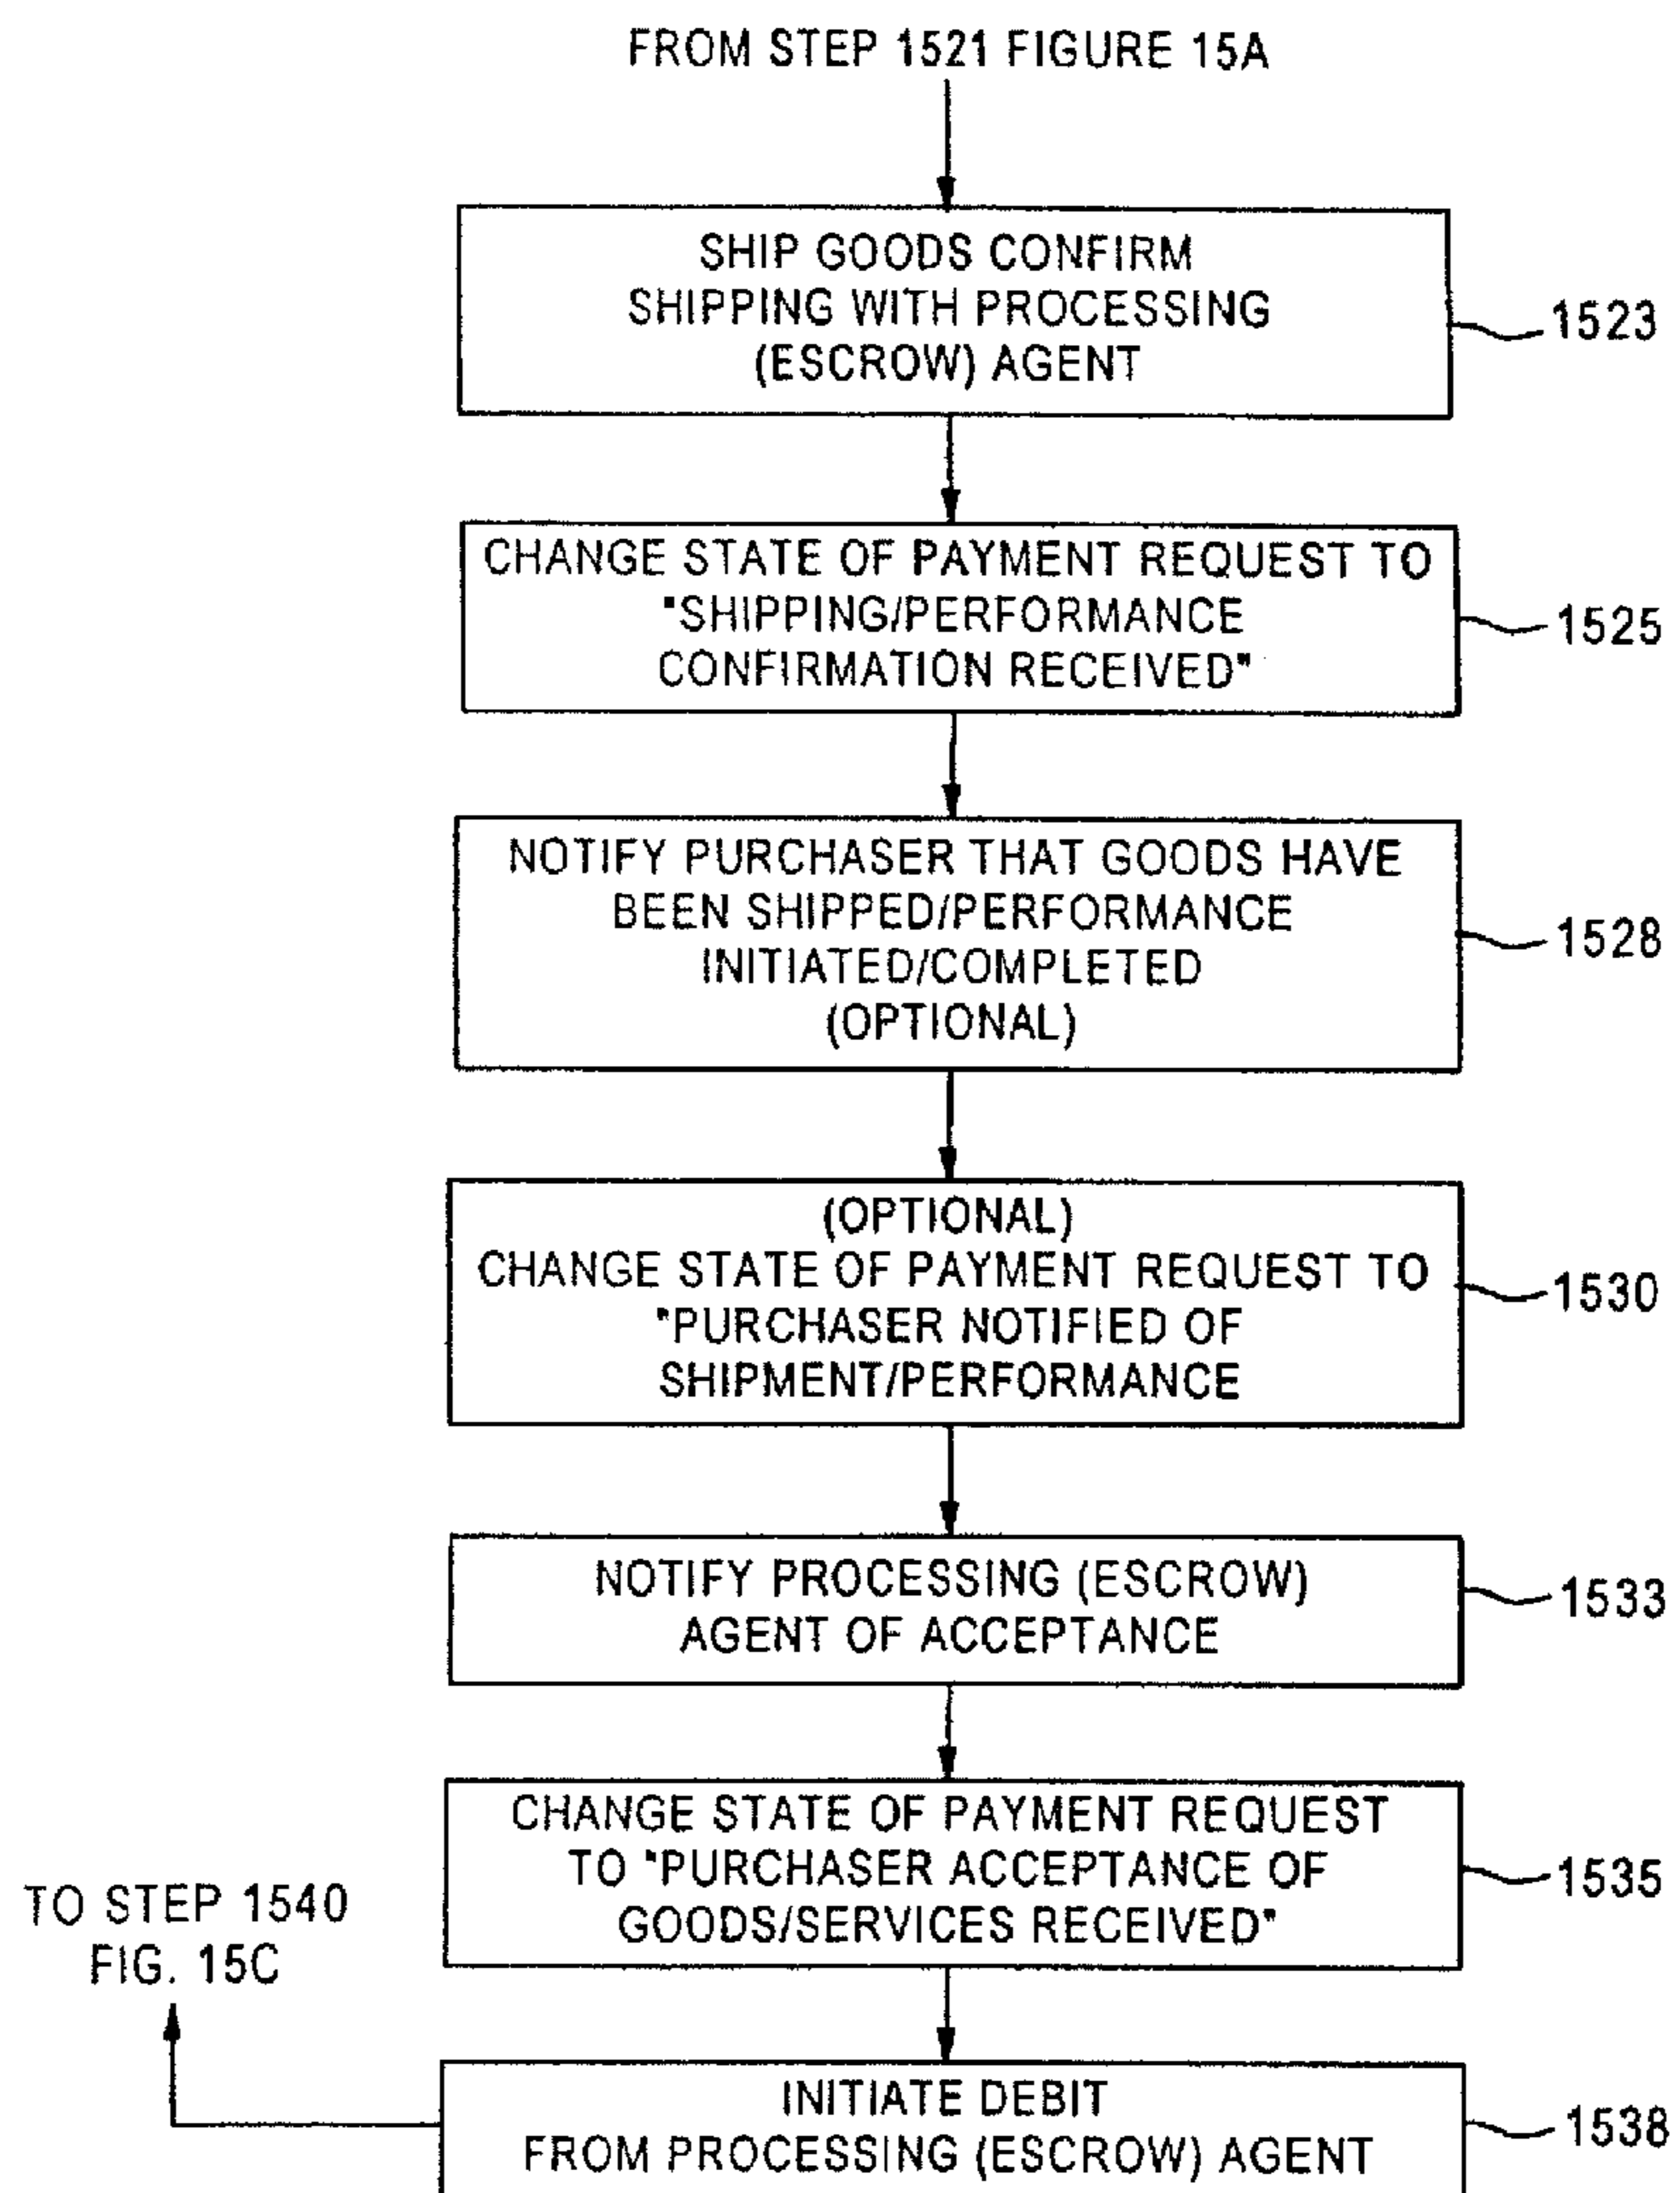 FROM STEP 1521 FIGURE 15A
SHIP GOODS CONFIRM
SHIPPING WITH PROCESSING
(ESCROW) AGENT
1523
CHANGE STATE OF PAYMENT REQUEST TO
"SHIPPING/PERFORMANCE
CONFIRMATION RECEIVED"
1525
NOTIFY PURCHASER THAT GOODS HAVE
BEEN SHIPPED/PERFORMANCE
INITIATED/COMPLETED
(OPTIONAL)
1528
(OPTIONAL)
CHANGE STATE OF PAYMENT REQUEST TO
"PURCHASER NOTIFIED OF
SHIPMENT/PERFORMANCE
1530
NOTIFY PROCESSING (ESCROW)
AGENT OF ACCEPTANCE
1533
CHANGE STATE OF PAYMENT REQUEST
TO "PURCHASER ACCEPTANCE OF
GOODS/SERVICES RECEIVED"
1535
TO STEP 1540
FIG. 15C
INITIATE DEBIT
FROM PROCESSING (ESCROW) AGENT
1538